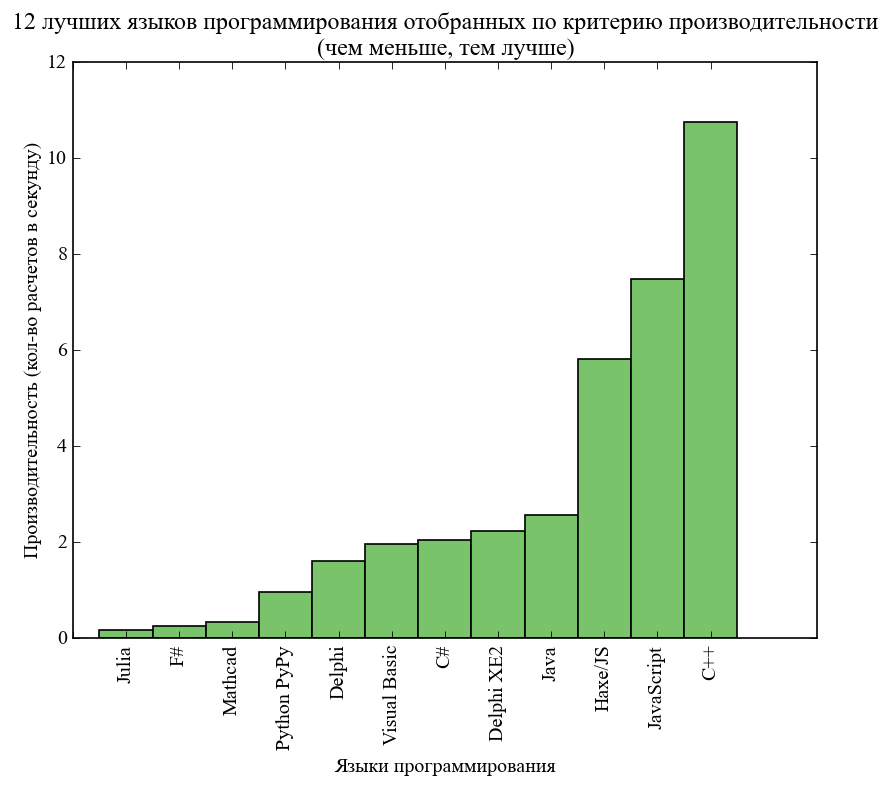 12 лучших языков программирования отобранных по критерию производительности
(чем меньше, тем лучше)
Производительность (кол-во расчетов в секунду)
12
10
8
6
4
2
0
Julia
F#
Mathcad
Python PyPy
Delphi
Visual Basic
C#
Delphi XE2
Java
Haxe/JS
JavaScript
C++
Языки программирования